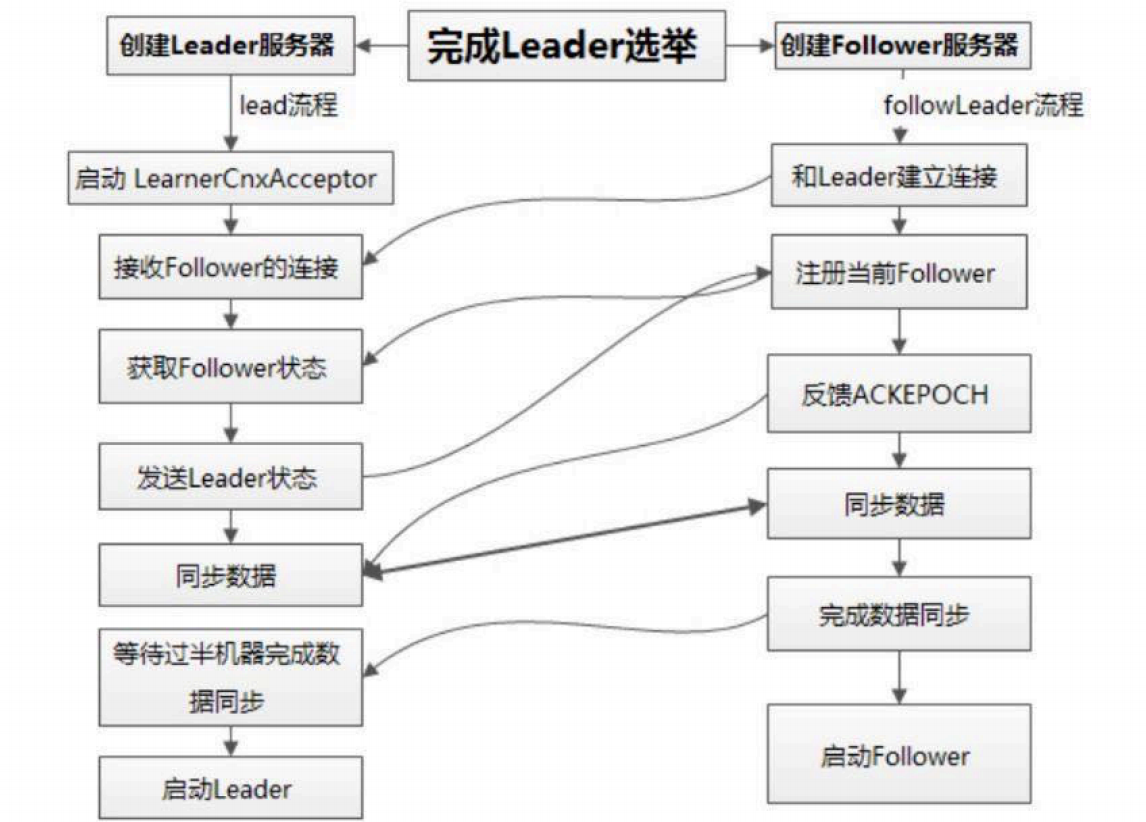 完成Leader选举
创建Leader服务器
lead流程
启动 LearnerCnxAcceptor
接收Follower的连接
获取Follower状态
发送Leader状态
同步数据
等待过半机器完成数
据同步
启动Leader
创建Follower服务器
followLeader流程
和Leader建立连接
注册当前Follower
反馈ACKEPOCH
同步数据
完成数据同步
启动Follower